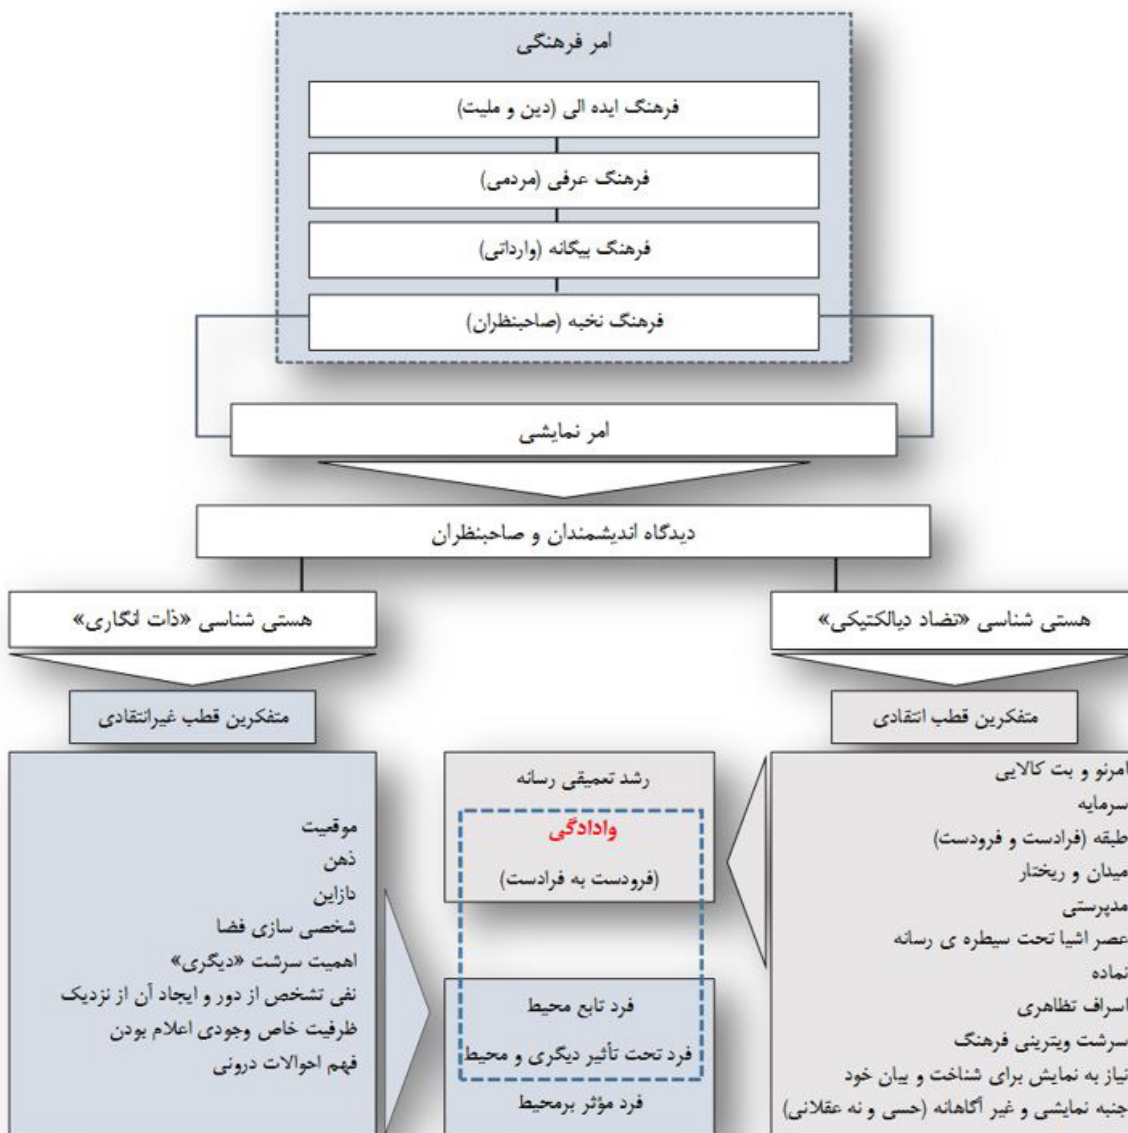 امر فرهنگی
فرهنگ ایده الی (دین و ملیت)
فرهنگ عرفی (مردمی)
فرهنگ بیگانه (وارداتی)
فرهنگ نخبه (صاحبنظران)
امر نمایشی
دیدگاه اندیشمندان و صاحبنظران
هستی شناسی «تضاد دیالکتیکی»
متفکرین قطب انتقادی
امرنو و بت کالایی
سرمایه
طبقه (فرادست و فرودست)
میدان و ریختار
مدپرستی
عصر اشیا تحت سیطره ی رسانه
نماده
اسراف تظاهری
سرشت ویترینی فرهنگ
نیاز به نمایش برای شناخت و بیان خود
جنبه نمایشی و غیر آگاهانه (حسی و نه عقلانی)
رشد تعمیقی رسانه
وادادگی
(فرودست به فرادست)
فرد تابع محیط
فرد تحت تأثیر دیگری و محیط
فرد مؤثر برمحیط
هستی شناسی «ذات انگاری»
متفکرین قطب غیرانتقادی
موقعیت
ذهن
دازاین
شخصی سازی فضا
اهمیت سرشت «دیگری»
نفی تشخص از دور و ایجاد آن از نزدیک
ظرفیت خاص وجودی اعلام بودن
فهم احوالات درونی